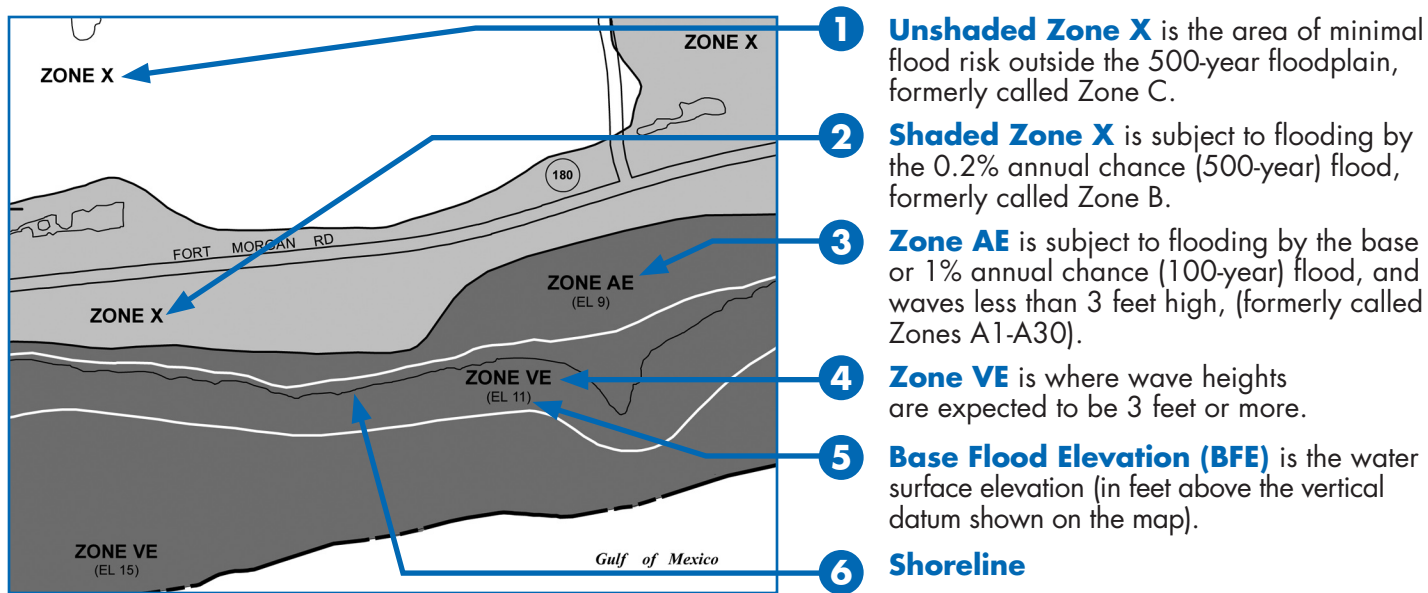 ZONE X
ZONE X
180
FORT MORGAN RD
ZONE AE
(EL 9)
ZONE X
ZONE VE
(EL 11)
ZONE VE
(EL 15)
Gulf of Mexico
1 Unshaded Zone X is the area of minimal
flood risk outside the 500-year floodplain,
formerly called Zone C.
2 Shaded Zone X is subject to flooding by
the 0.2% annual chance (500-year) flood,
formerly called Zone B.
3 Zone AE is subject to flooding by the base
or 1% annual chance (100-year) flood, and
waves less than 3 feet high, (formerly called
Zones A1-A30).
4 Zone VE is where wave heights
are expected to be 3 feet or more.
5 Base Flood Elevation (BFE) is the water
surface elevation (in feet above the vertical
datum shown on the map).
6 Shoreline